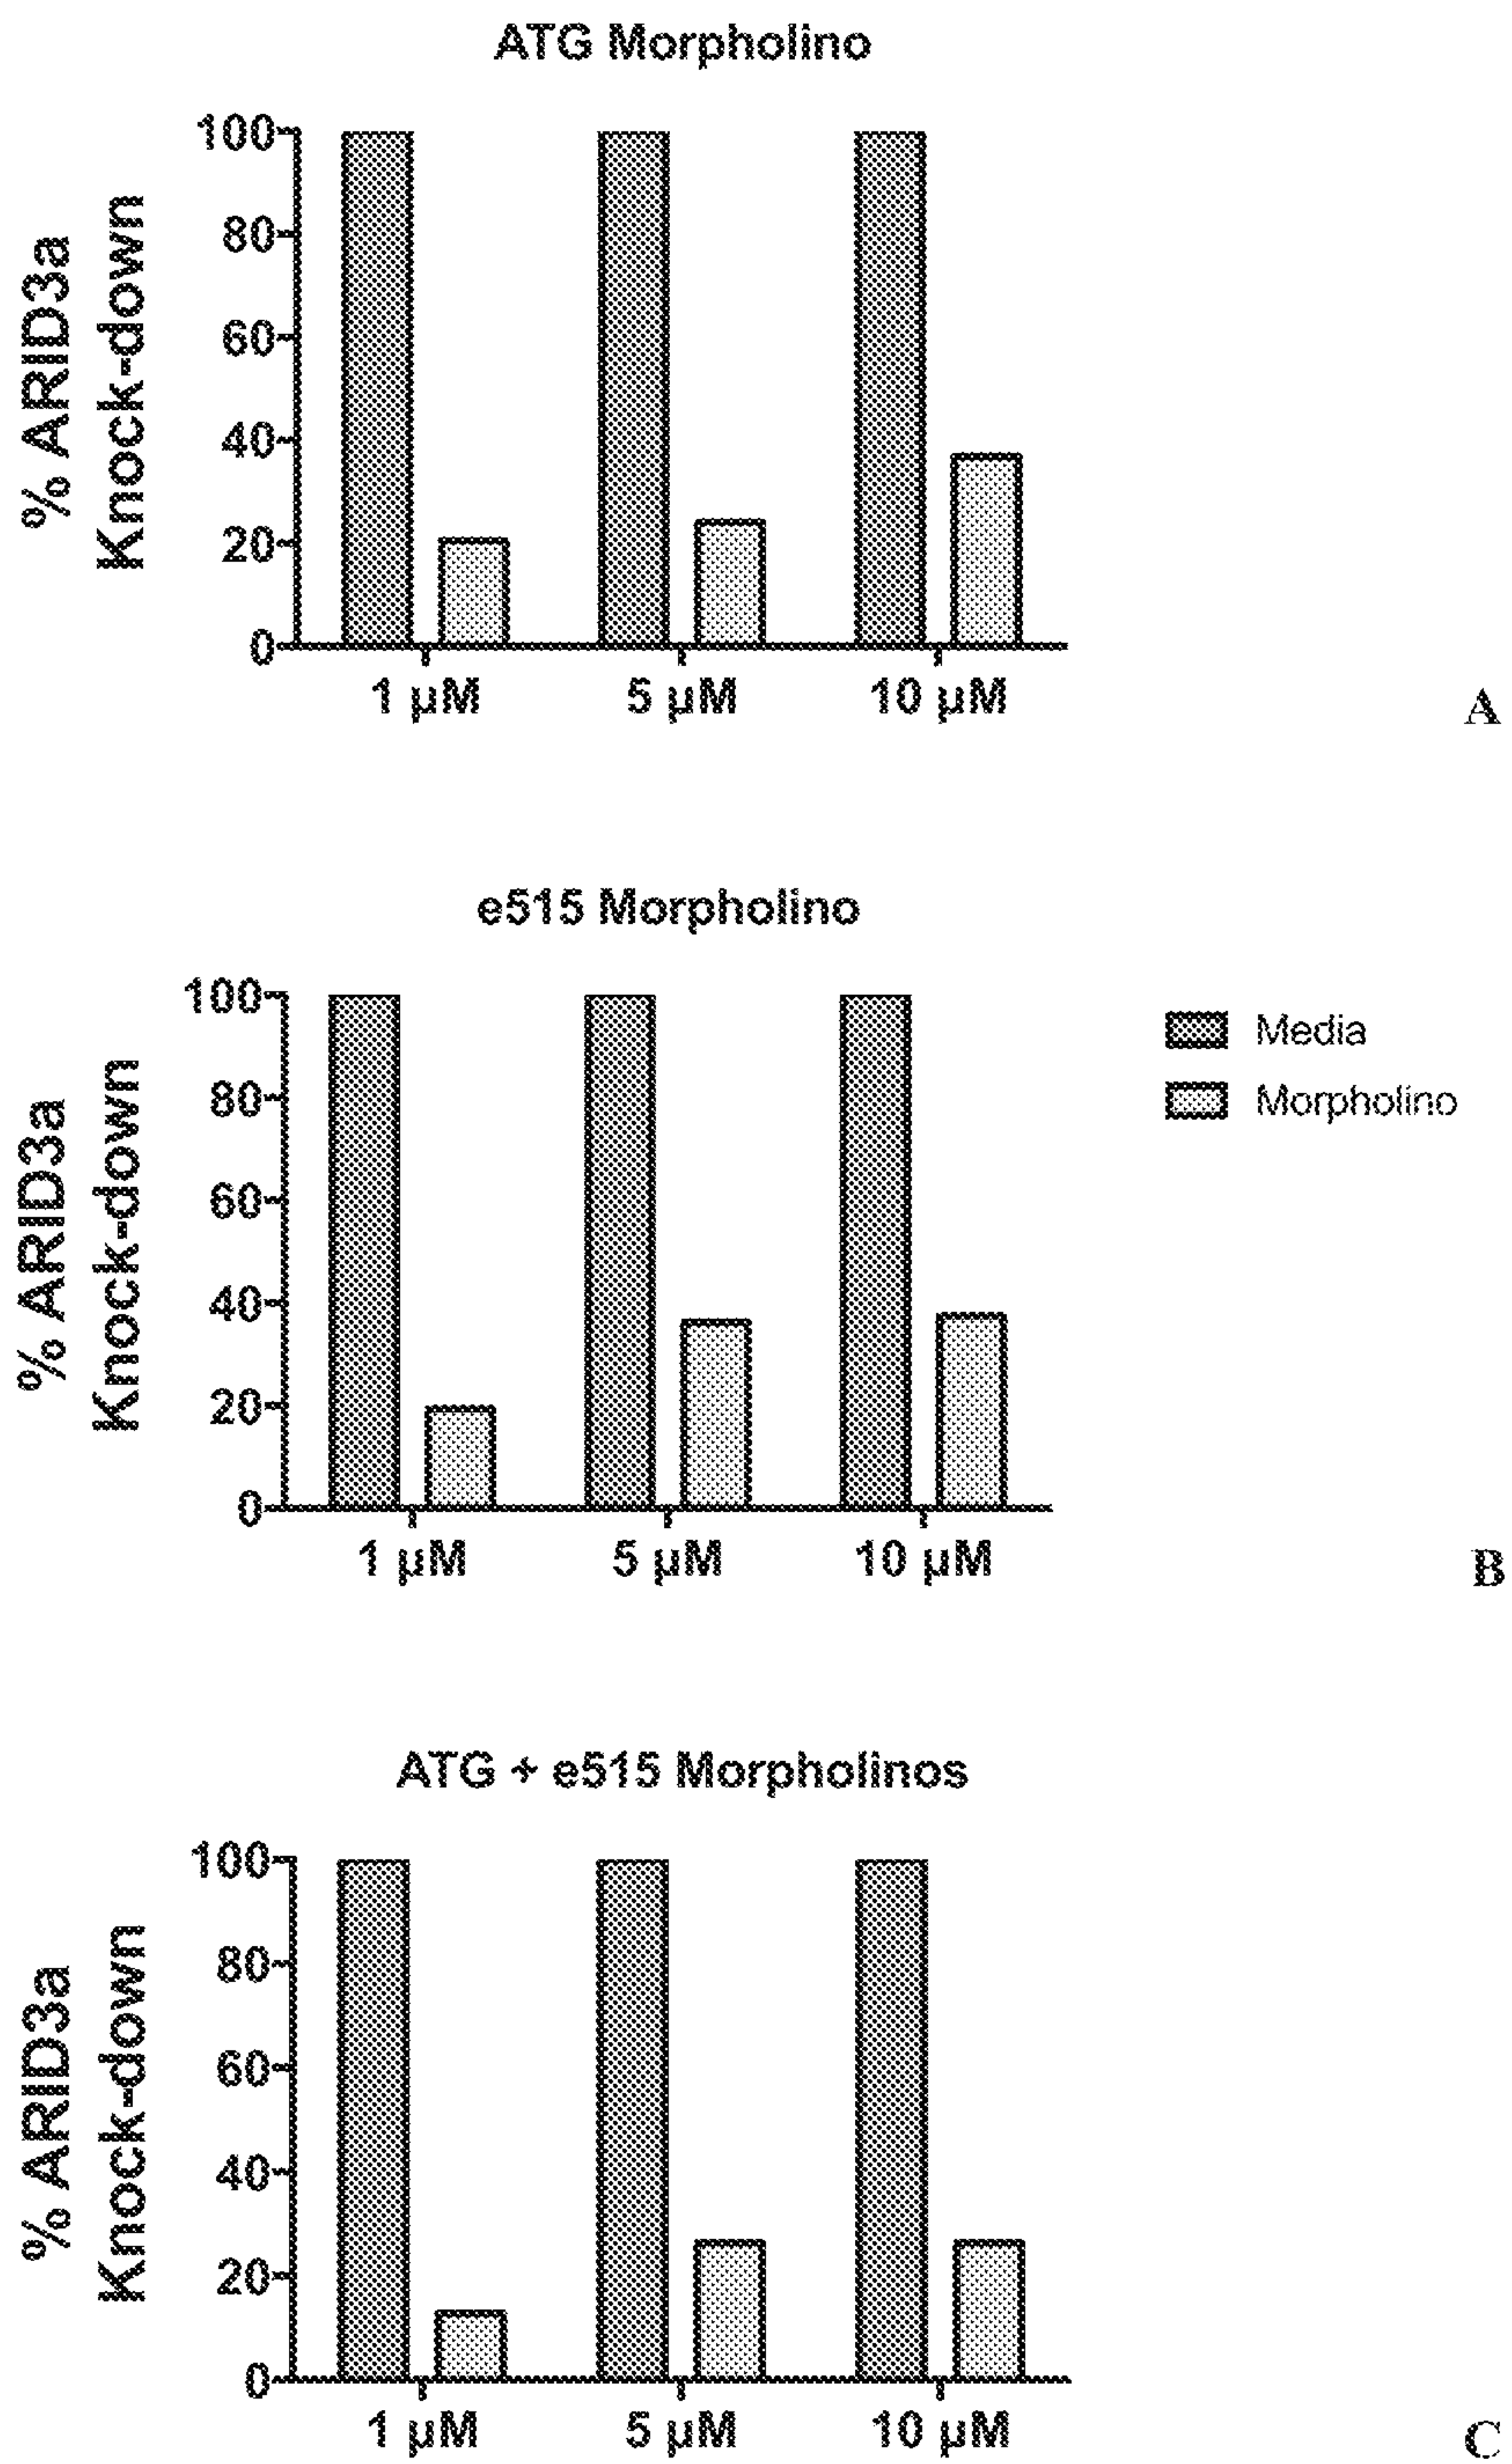 ATG Morpholino
% ARID3a
Knock-down
100
80
60
40
20
0
1 µM 5 µM 10 µM
A
e515 Morpholino
% ARID3a
Knock-down
100
80
60
40
20
0
1 µM 5 µM 10 µM
Media
Morpholino
B
ATG + e515 Morpholinos
% ARID3a
Knock-down
100
80
60
40
20
0
1 µM 5 µM 10 µM
C